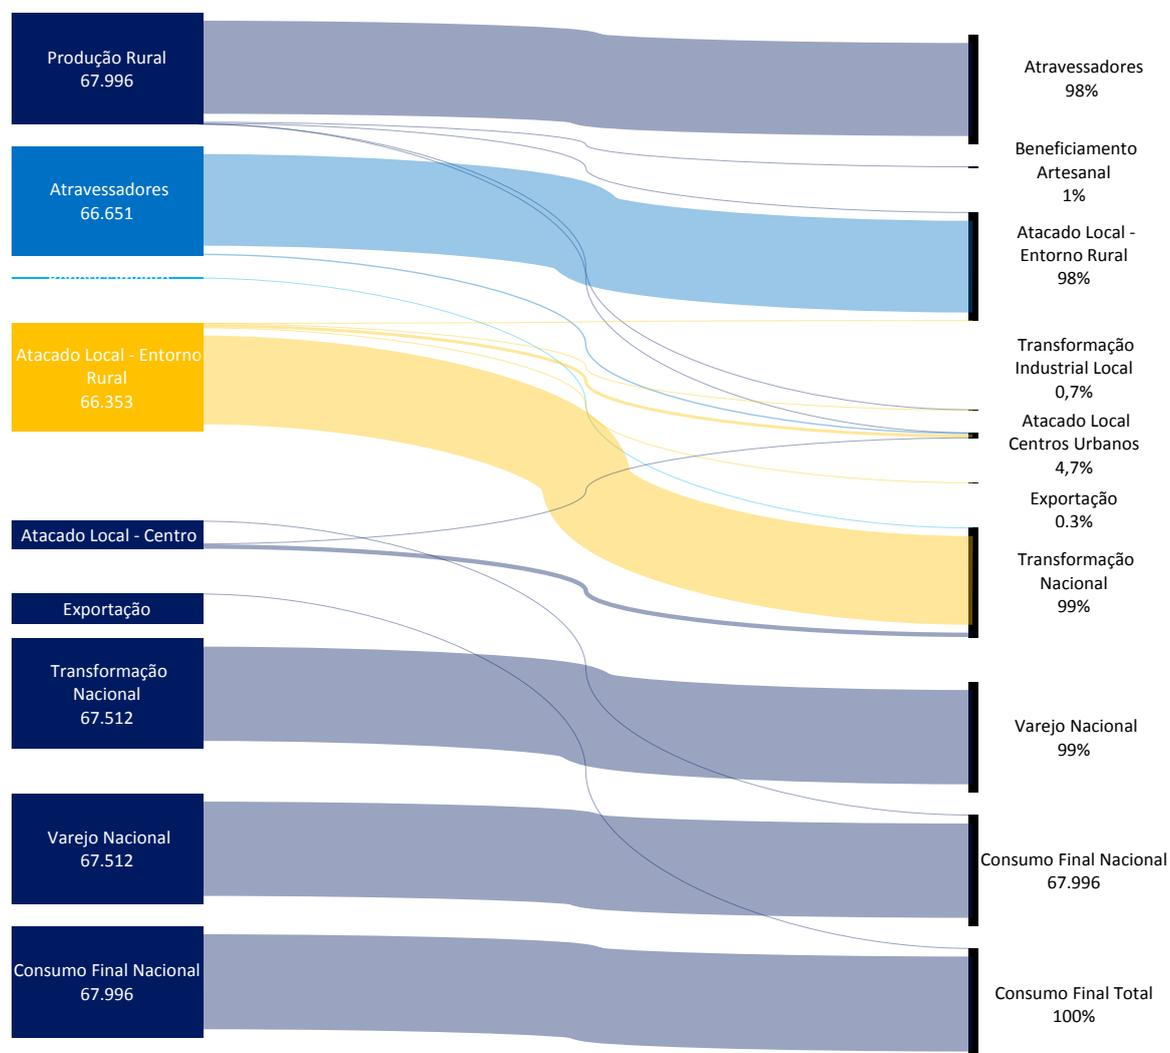 Produção Rural
67.996
Atravessadores
66.651
Atacado Local - Entorno
Rural
66.353
Atacado Local - Centro
Exportação
Transformação
Nacional
67.512
Varejo Nacional
67.512
Consumo Final Nacional
67.996
Atravessadores
98%
Beneficiamento
Artesanal
1%
Atacado Local -
Entorno Rural
98%
Transformação
Industrial Local
0,7%
Atacado Local
Centros Urbanos
4,7%
Exportação
0.3%
Transformação
Nacional
99%
Varejo Nacional
99%
Consumo Final Nacional
67.996
Consumo Final Total
100%